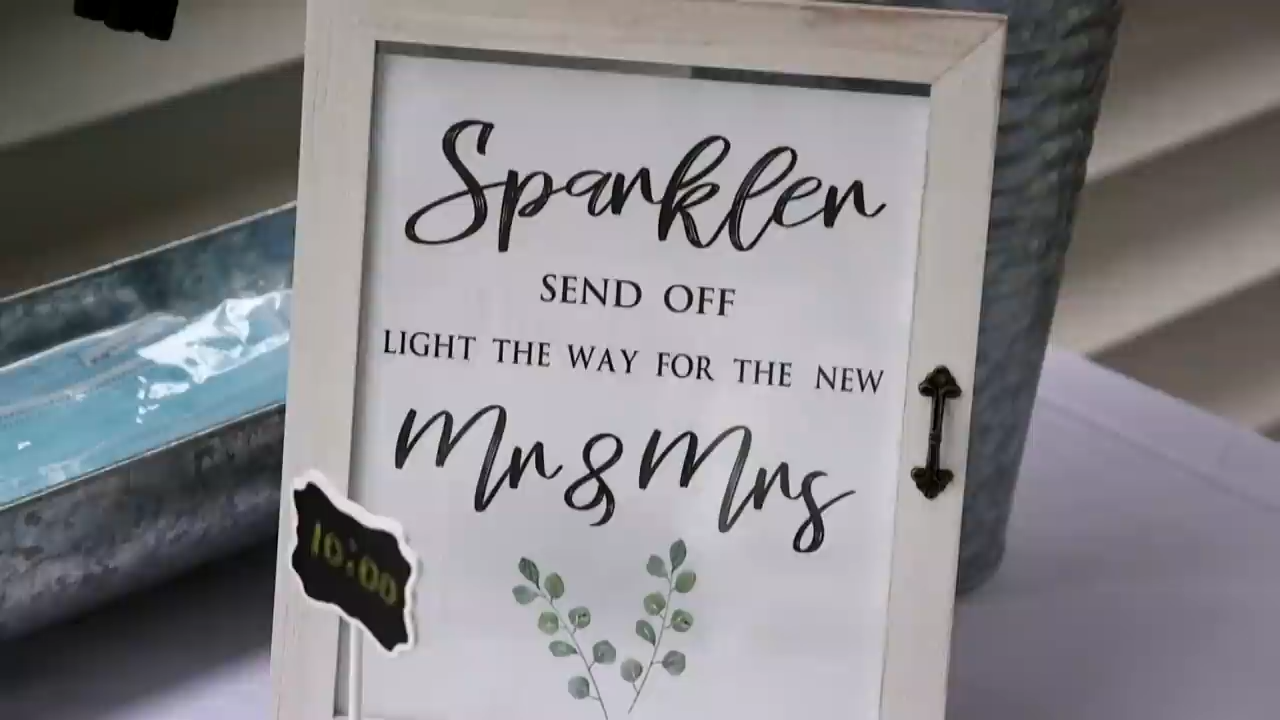 Sparkler
SEND OFF
LIGHT THE WAY FOR THE NEW
Mr & Mrs
10:00